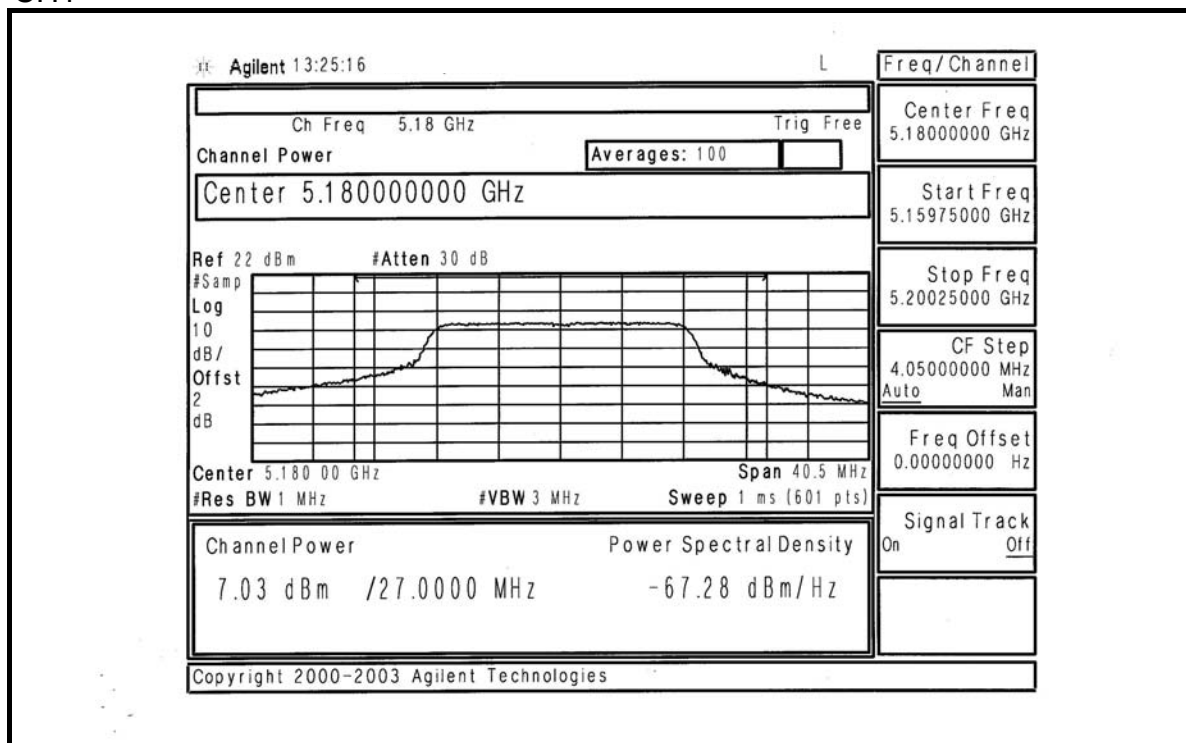 Agilent 13:25:16 L
Ch Freq 5.18 GHz Trig Free
Channel Power Averages: 100
Center 5.180000000 GHz
Ref 22 dBm #Atten 30 dB
#Samp
Log
10
dB/
Offst
2
dB
Center 5.180 00 GHz Span 40.5 MHz
#Res BW 1 MHz #VBW 3 MHz Sweep 1 ms (601 pts)
Channel Power Power Spectral Density
7.03 dBm /27.0000 MHz -67.28 dBm/Hz
Copyright 2000-2003 Agilent Technologies
Freq/Channel
Center Freq
5.18000000 GHz
Start Freq
5.15975000 GHz
Stop Freq
5.20025000 GHz
CF Step
4.05000000 MHz
Auto Man
Freq Offset
0.00000000 Hz
Signal Track
On Off